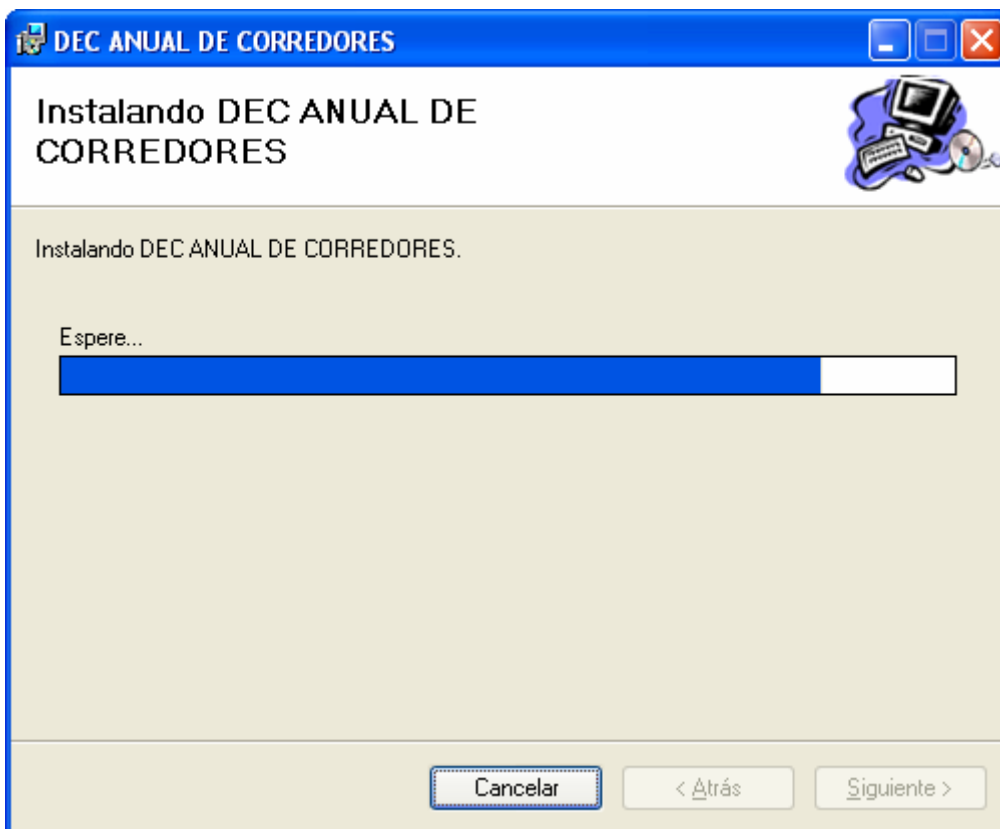 DEC ANUAL DE CORREDORES
Instalando DEC ANUAL DE
CORREDORES
Instalando DEC ANUAL DE CORREDORES.
Espere...
Cancelar
< Atrás
Siguiente >